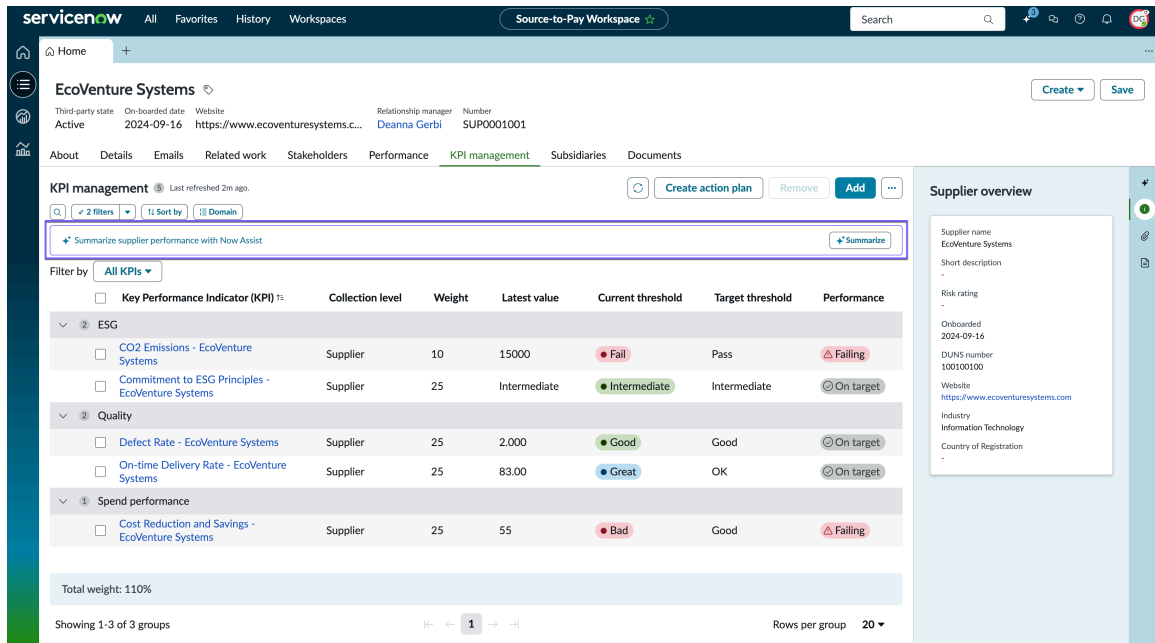 servicenow All Favorites History Workspaces Source-to-Pay Workspace Search 3 DG
Home
EcoVenture Systems Create Save
Third-party state On-boarded date Website Relationship manager Number
Active 2024-09-16 https://www.ecoventuresystems.c... Deanna Gerbi SUP0001001
About Details Emails Related work Stakeholders Performance KPI management Subsidiaries Documents
KPI management 5 Last refreshed 2m ago. Create action plan Remove Add ...
2 filters Sort by Domain
Summarize supplier performance with Now Assist Summarize
Filter by All KPIs
Key Performance Indicator (KPI) Collection level Weight Latest value Current threshold Target threshold Performance
2 ESG
CO2 Emissions - EcoVenture
Systems Supplier 10 15000 Fail Pass Failing
Commitment to ESG Principles -
EcoVenture Systems Supplier 25 Intermediate Intermediate Intermediate On target
2 Quality
Defect Rate - EcoVenture Systems Supplier 25 2.000 Good Good On target
On-time Delivery Rate - EcoVenture
Systems Supplier 25 83.00 Great OK On target
1 Spend performance
Cost Reduction and Savings -
EcoVenture Systems Supplier 25 55 Bad Good Failing
Total weight: 110%
Showing 1-3 of 3 groups 1 Rows per group 20
Supplier overview
Supplier name
EcoVenture Systems
Short description
-
Risk rating
-
Onboarded
2024-09-16
DUNS number
100100100
Website
https://www.ecoventuresystems.com
Industry
Information Technology
Country of Registration
-